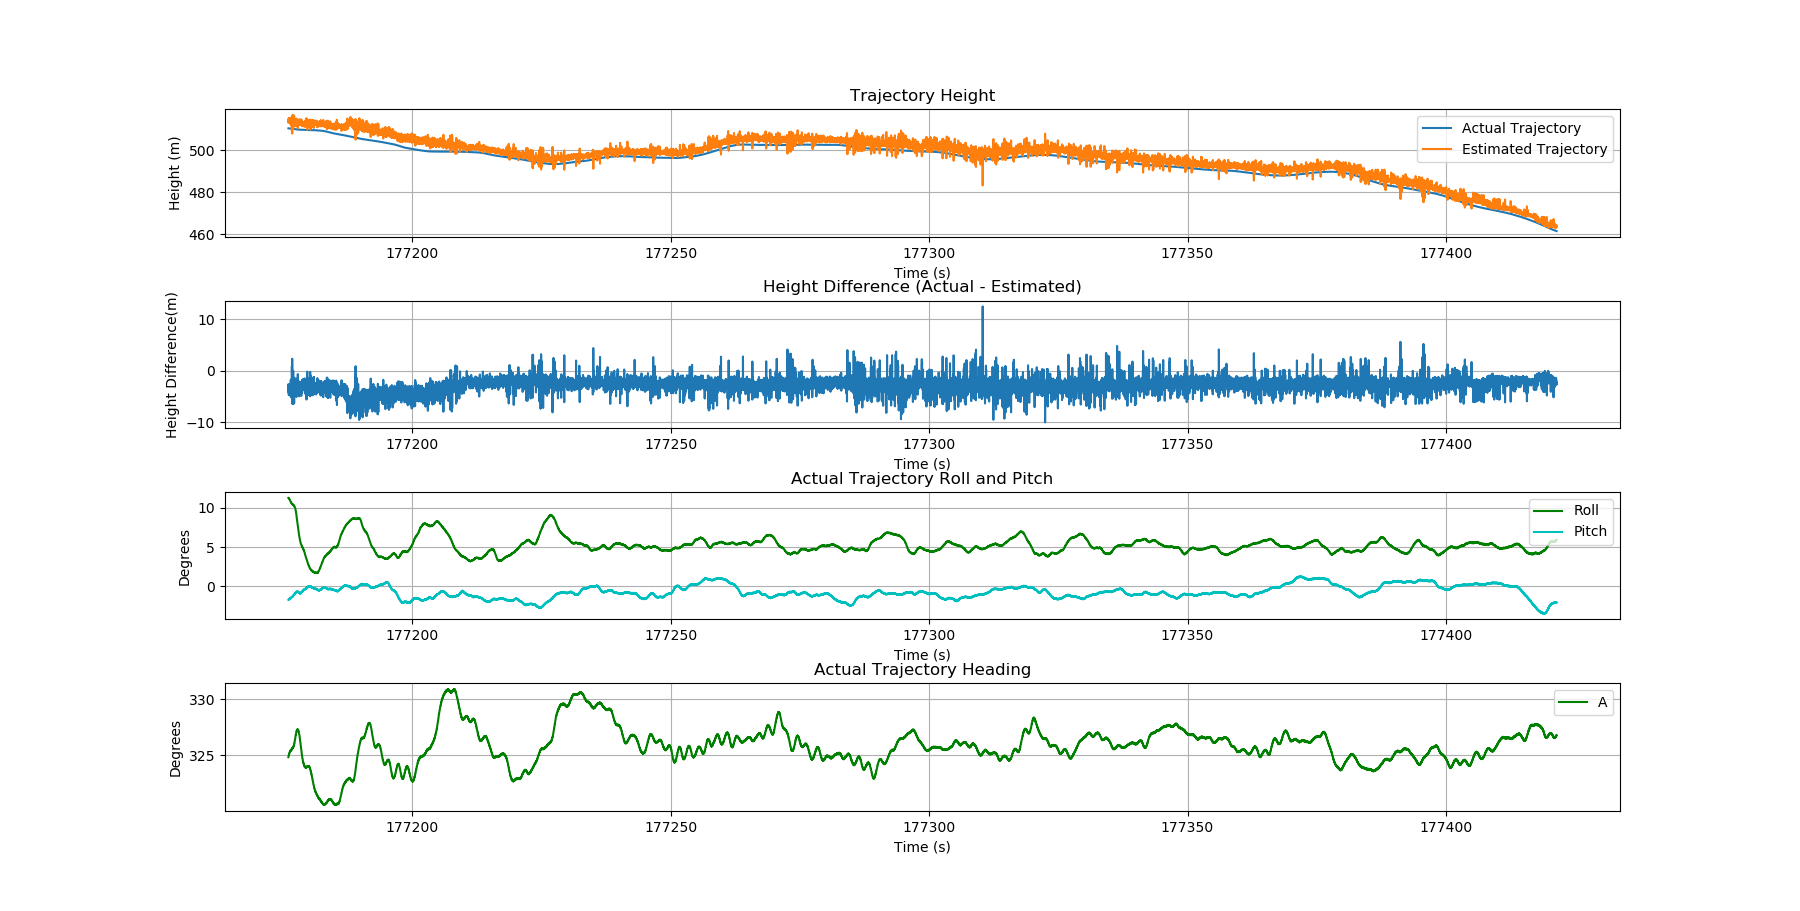 Trajectory Height
Height (m)
500
480
460
Actual Trajectory
Estimated Trajectory
177200 177250 177300 177350 177400
Time (s)
Height Difference (Actual - Estimated)
Height Difference(m)
10
0
−10
177200 177250 177300 177350 177400
Time (s)
Actual Trajectory Roll and Pitch
Degrees
10
5
0
Roll
Pitch
177200 177250 177300 177350 177400
Time (s)
Actual Trajectory Heading
Degrees
330
325
A
177200 177250 177300 177350 177400
Time (s)